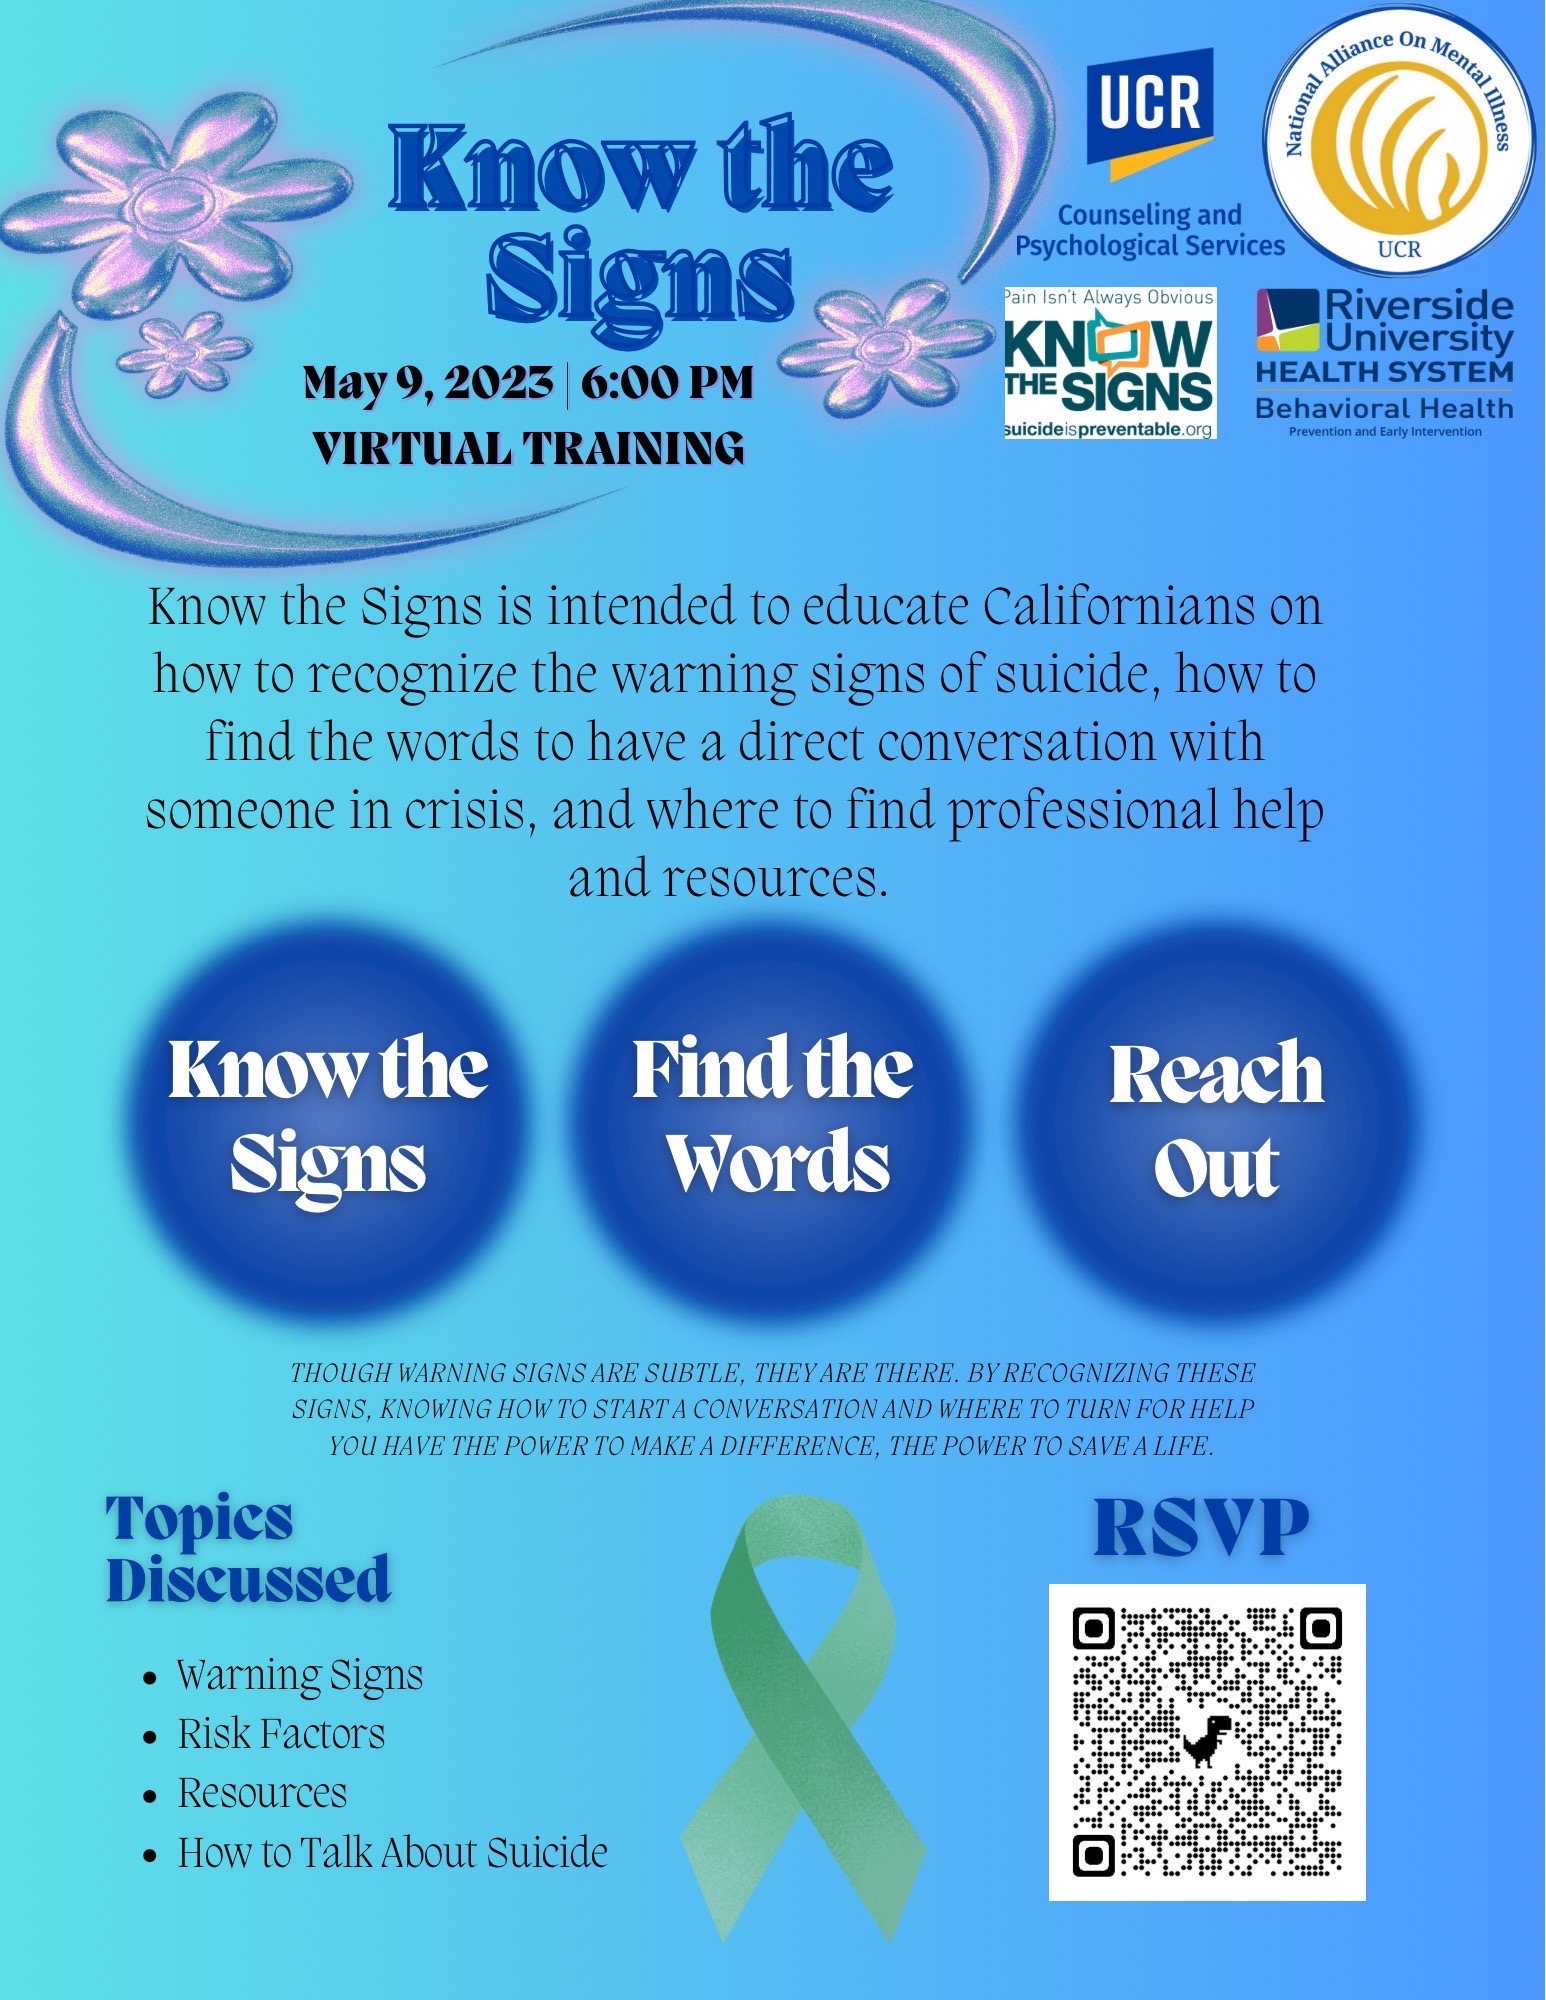 Know the
Signs
May 9, 2023 | 6:00 PM
VIRTUAL TRAINING
UCR
Counseling and
Psychological Services
National Alliance On Mental Illness
UCR
Pain Isn't Always Obvious
KNOW
THE SIGNS
suicideispreventable.org
Riverside
University
HEALTH SYSTEM
Behavioral Health
Prevention and Early Intervention
Know the Signs is intended to educate Californians on
how to recognize the warning signs of suicide, how to
find the words to have a direct conversation with
someone in crisis, and where to find professional help
and resources.
Know the
Signs
Find the
Words
Reach
Out
THOUGH WARNING SIGNS ARE SUBTLE, THEY ARE THERE. BY RECOGNIZING THESE
SIGNS, KNOWING HOW TO START A CONVERSATION AND WHERE TO TURN FOR HELP
YOU HAVE THE POWER TO MAKE A DIFFERENCE, THE POWER TO SAVE A LIFE.
Topics
Discussed
• Warning Signs
• Risk Factors
• Resources
• How to Talk About Suicide
RSVP